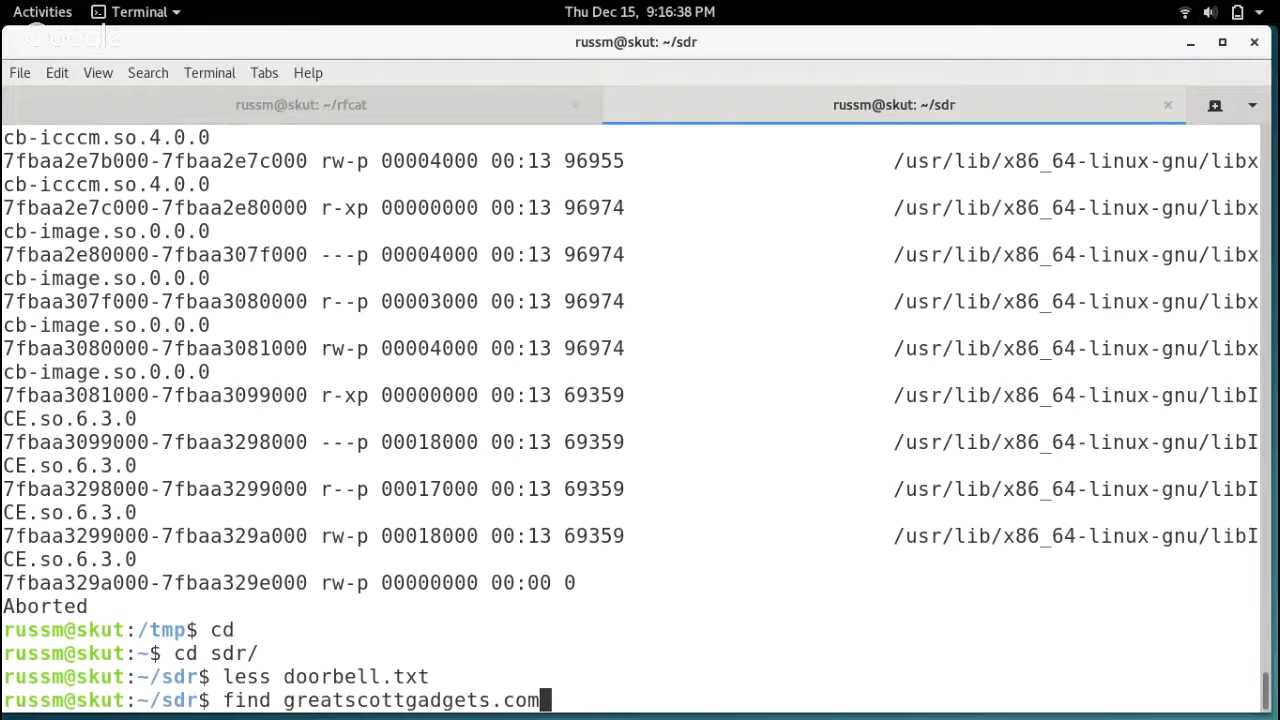 Activities Terminal Thu Dec 15, 9:16:38 PM
russm@skut: ~/sdr
File Edit View Search Terminal Tabs Help
russm@skut: ~/rfcat russm@skut: ~/sdr
cb-icccm.so.4.0.0
7fbaa2e7b000-7fbaa2e7c000 rw-p 00004000 00:13 96955 /usr/lib/x86_64-linux-gnu/libx
cb-icccm.so.4.0.0
7fbaa2e7c000-7fbaa2e80000 r-xp 00000000 00:13 96974 /usr/lib/x86_64-linux-gnu/libx
cb-image.so.0.0.0
7fbaa2e80000-7fbaa307f000 ---p 00004000 00:13 96974 /usr/lib/x86_64-linux-gnu/libx
cb-image.so.0.0.0
7fbaa307f000-7fbaa3080000 r--p 00003000 00:13 96974 /usr/lib/x86_64-linux-gnu/libx
cb-image.so.0.0.0
7fbaa3080000-7fbaa3081000 rw-p 00004000 00:13 96974 /usr/lib/x86_64-linux-gnu/libx
cb-image.so.0.0.0
7fbaa3081000-7fbaa3099000 r-xp 00000000 00:13 69359 /usr/lib/x86_64-linux-gnu/libI
CE.so.6.3.0
7fbaa3099000-7fbaa3298000 ---p 00018000 00:13 69359 /usr/lib/x86_64-linux-gnu/libI
CE.so.6.3.0
7fbaa3298000-7fbaa3299000 r--p 00017000 00:13 69359 /usr/lib/x86_64-linux-gnu/libI
CE.so.6.3.0
7fbaa3299000-7fbaa329a000 rw-p 00018000 00:13 69359 /usr/lib/x86_64-linux-gnu/libI
CE.so.6.3.0
7fbaa329a000-7fbaa329e000 rw-p 00000000 00:00 0
Aborted
russm@skut:/tmp$ cd
russm@skut:~$ cd sdr/
russm@skut:~/sdr$ less doorbell.txt
russm@skut:~/sdr$ find greatscottgadgets.com